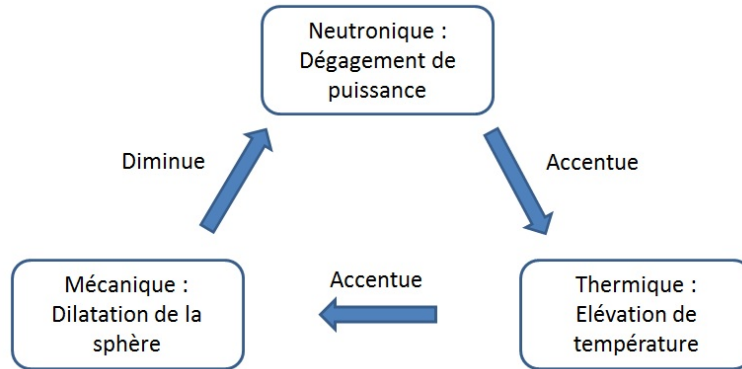 Neutronique :
Dégagement de
puissance
Diminue
Accentue
Mécanique :
Dilatation de la
sphère
Accentue
Thermique :
Elévation de
température